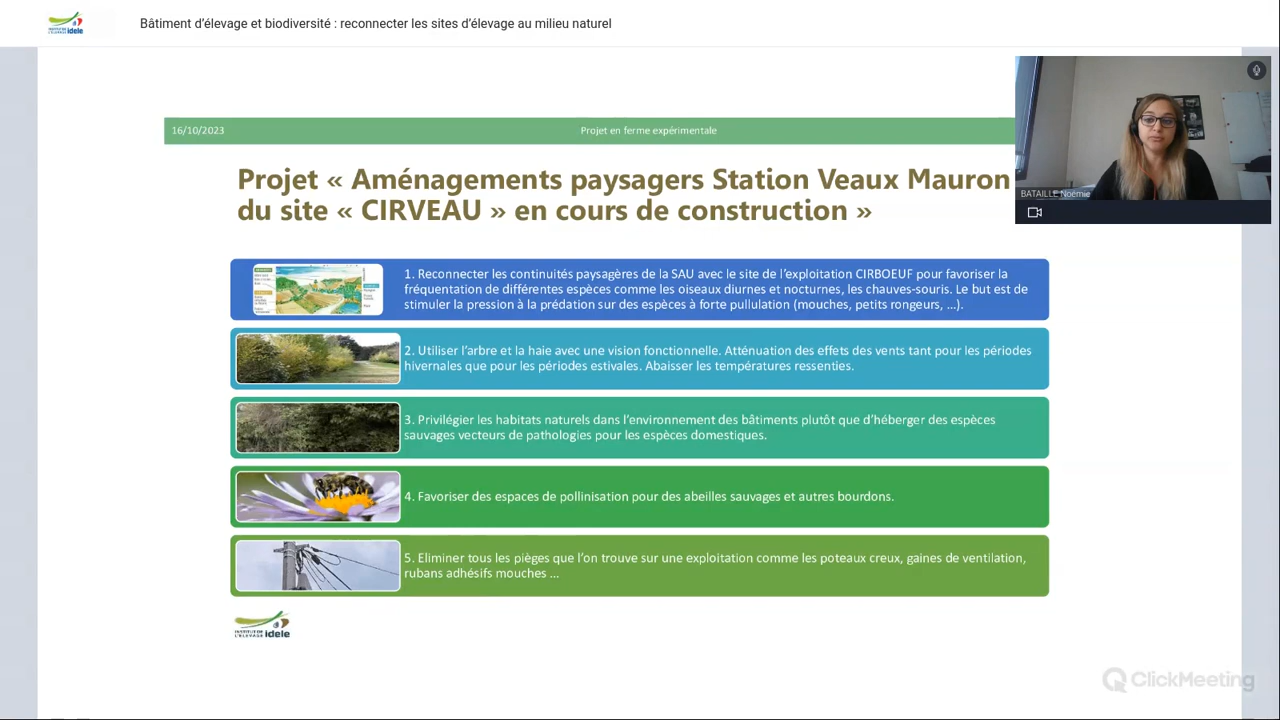 INSTITUT DE
L'ELEVAGE idele
Bâtiment d'élevage et biodiversité : reconnecter les sites d'élevage au milieu naturel
16/10/2023
Projet en ferme expérimentale
BATAILLE Noémie
Projet « Aménagements paysagers Station Veaux Mauron
du site « CIRVEAU » en cours de construction »
1. Reconnecter les continuités paysagères de la SAU avec le site de l'exploitation CIRBOEUF pour favoriser la
fréquentation de différentes espèces comme les oiseaux diurnes et nocturnes, les chauves-souris. Le but est de
stimuler la pression à la prédation sur des espèces à forte pullulation (mouches, petits rongeurs, ...).
2. Utiliser l'arbre et la haie avec une vision fonctionnelle. Atténuation des effets des vents tant pour les périodes
hivernales que pour les périodes estivales. Abaisser les températures ressenties.
3. Privilégier les habitats naturels dans l'environnement des bâtiments plutôt que d'héberger des espèces
sauvages vecteurs de pathologies pour les espèces domestiques.
4. Favoriser des espaces de pollinisation pour des abeilles sauvages et autres bourdons.
5. Eliminer tous les pièges que l'on trouve sur une exploitation comme les poteaux creux, gaines de ventilation,
rubans adhésifs mouches ...
INSTITUT DE
L'ELEVAGE idele
ClickMeeting